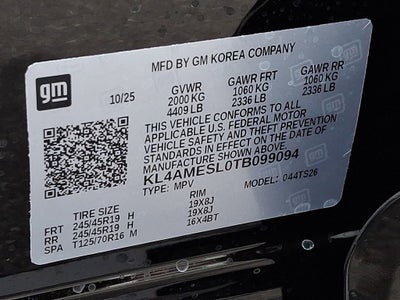 gm
MFD BY GM KOREA COMPANY
10/25 GVWR GAWR FRT GAWR RR
2000 KG 1060 KG 1060 KG
4409 LB 2336 LB 2336 LB
THIS VEHICLE CONFORMS TO ALL
APPLICABLE U.S. FEDERAL MOTOR
VEHICLE SAFETY AND THEFT PREVENTION
STANDARDS IN EFFECT ON THE DATE OF
MANUFACTURE SHOWN ABOVE.
KL4AMESL0TB099094
TYPE: MPV MODEL: 044TS26
TIRE SIZE RIM
FRT 245/45R19 H 19X8J
RR 245/45R19 H 19X8J
SPA T125/70R16 M 16X4BT